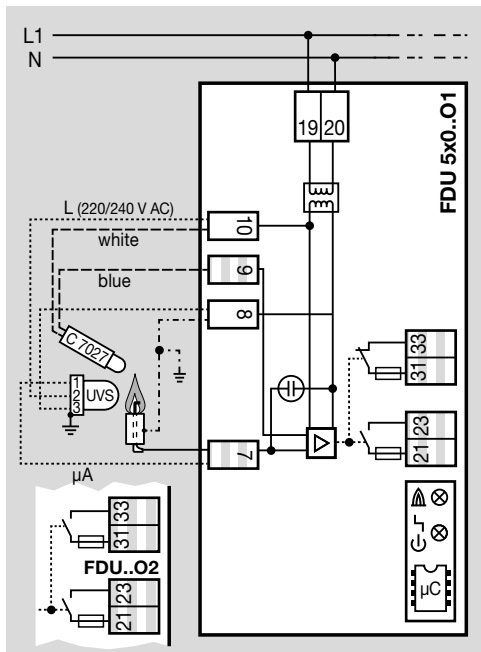 L1
N
19 20
FDU 5x0..O1
L (220/240 V AC)
10
white
9
blue
8
C 7027
33
31
1
2
3
UVS
23
21
7
µA
33
31
FDU..O2
23
21
µC